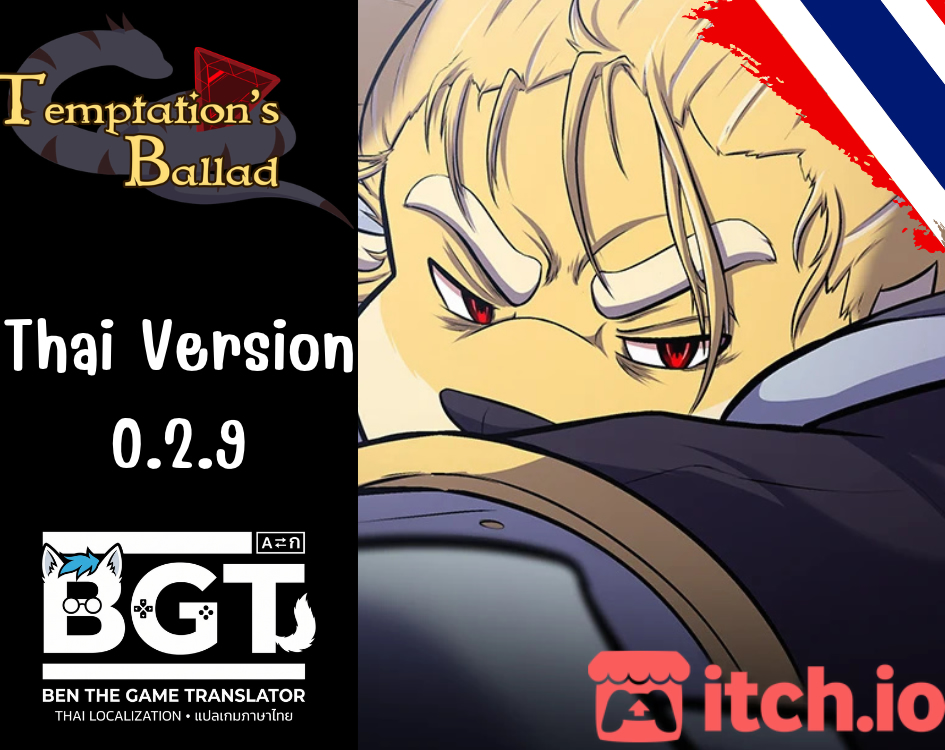 Temptation's
Ballad
Thai Version
0.2.9
A⇄ก
BGT
BEN THE GAME TRANSLATOR
THAI LOCALIZATION • แปลเกมภาษาไทย
itch.io